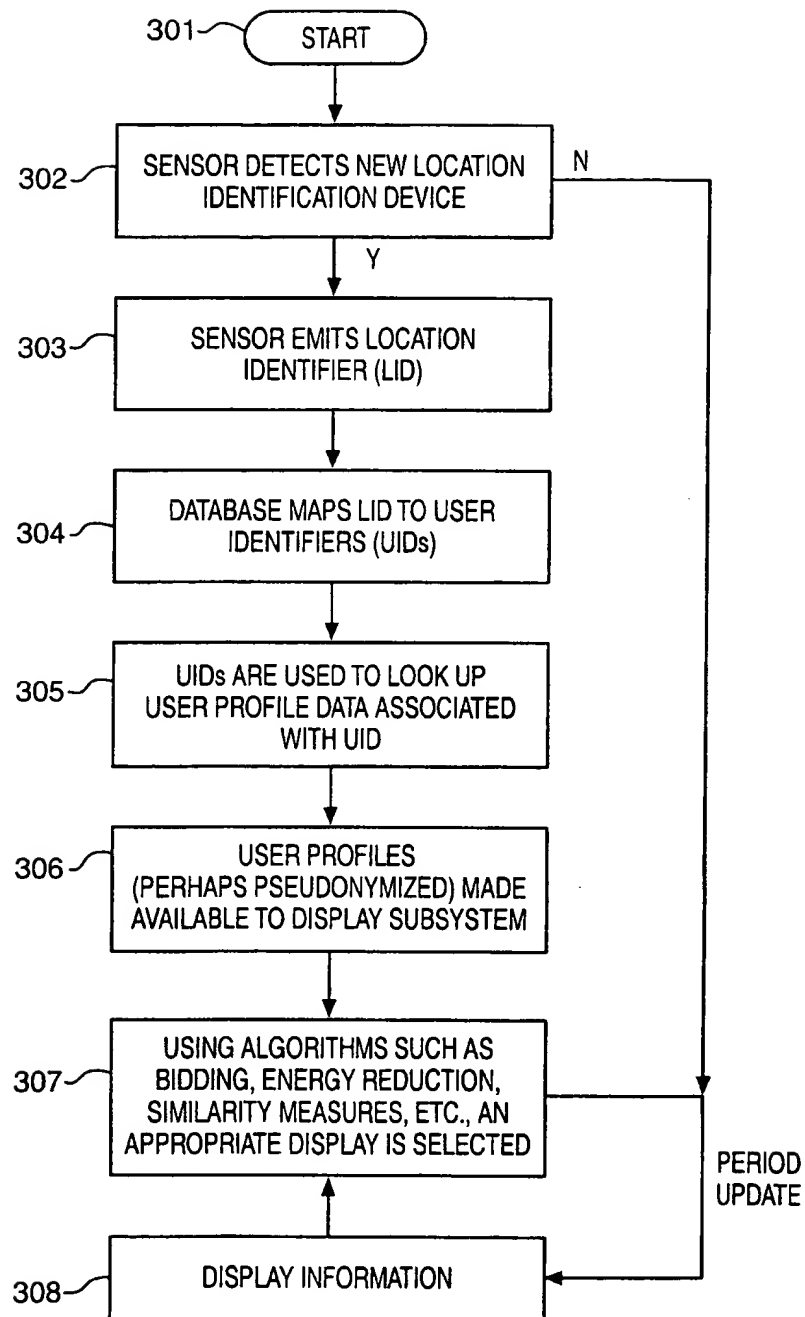 301
START
302
SENSOR DETECTS NEW LOCATION
IDENTIFICATION DEVICE
N
Y
303
SENSOR EMITS LOCATION
IDENTIFIER (LID)
304
DATABASE MAPS LID TO USER
IDENTIFIERS (UIDs)
305
UIDs ARE USED TO LOOK UP
USER PROFILE DATA ASSOCIATED
WITH UID
306
USER PROFILES
(PERHAPS PSEUDONYMIZED) MADE
AVAILABLE TO DISPLAY SUBSYSTEM
307
USING ALGORITHMS SUCH AS
BIDDING, ENERGY REDUCTION,
SIMILARITY MEASURES, ETC., AN
APPROPRIATE DISPLAY IS SELECTED
PERIOD
UPDATE
308
DISPLAY INFORMATION